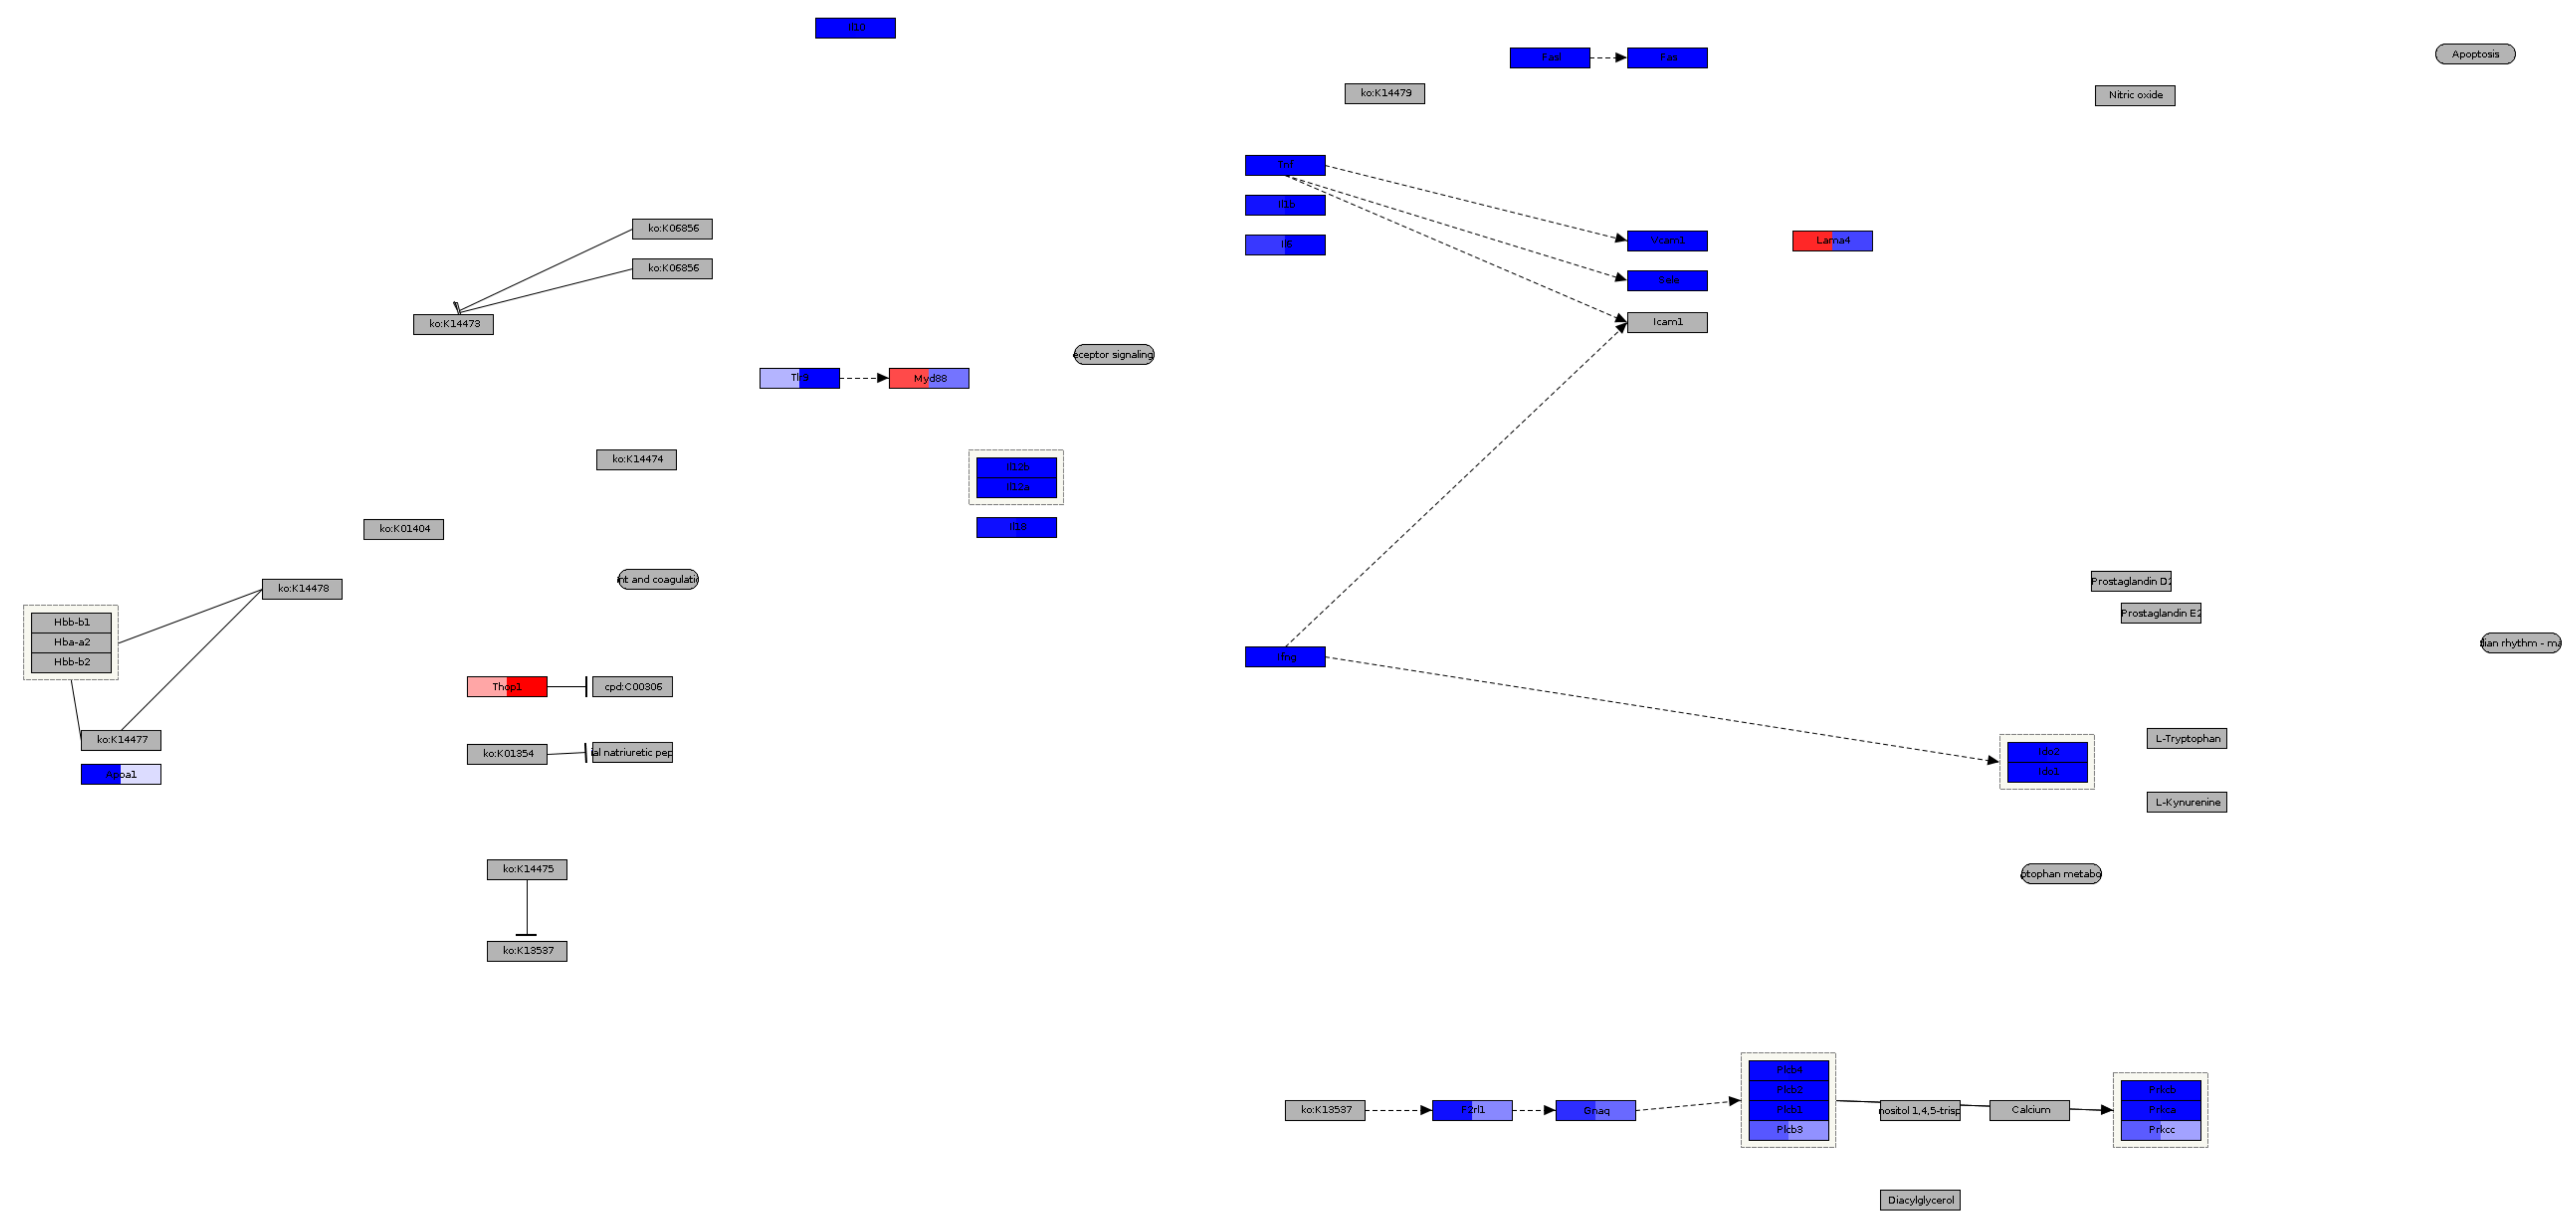 Il10
Fasl
Fas
Apoptosis
ko:K14479
Nitric oxide
Tnf
Il1b
Il6
ko:K06856
ko:K06856
Vcam1
Lama4
Sele
Icam1
ko:K14473
eceptor signaling
Myd88
ko:K14474
Il12b
Il12a
Il18
ko:K01404
nt and coagulati
ko:K14478
Prostaglandin D2
Prostaglandin E2
Hbb-b1
Hba-a2
Hbb-b2
dian rhythm - ma
Ifng
Thop1
cpd:C00306
ko:K14477
ko:K01354
ial natriuretic pep
L-Tryptophan
Ido2
Ido1
Apoa1
L-Kynurenine
ko:K14475
ptophan metabo
ko:K13537
Plcb4
Plcb2
Plcb1
Plcb3
ko:K13537
F2rl1
Gnaq
nositol 1,4,5-trisp
Calcium
Prkcb
Prkca
Prkcc
Diacylglycerol